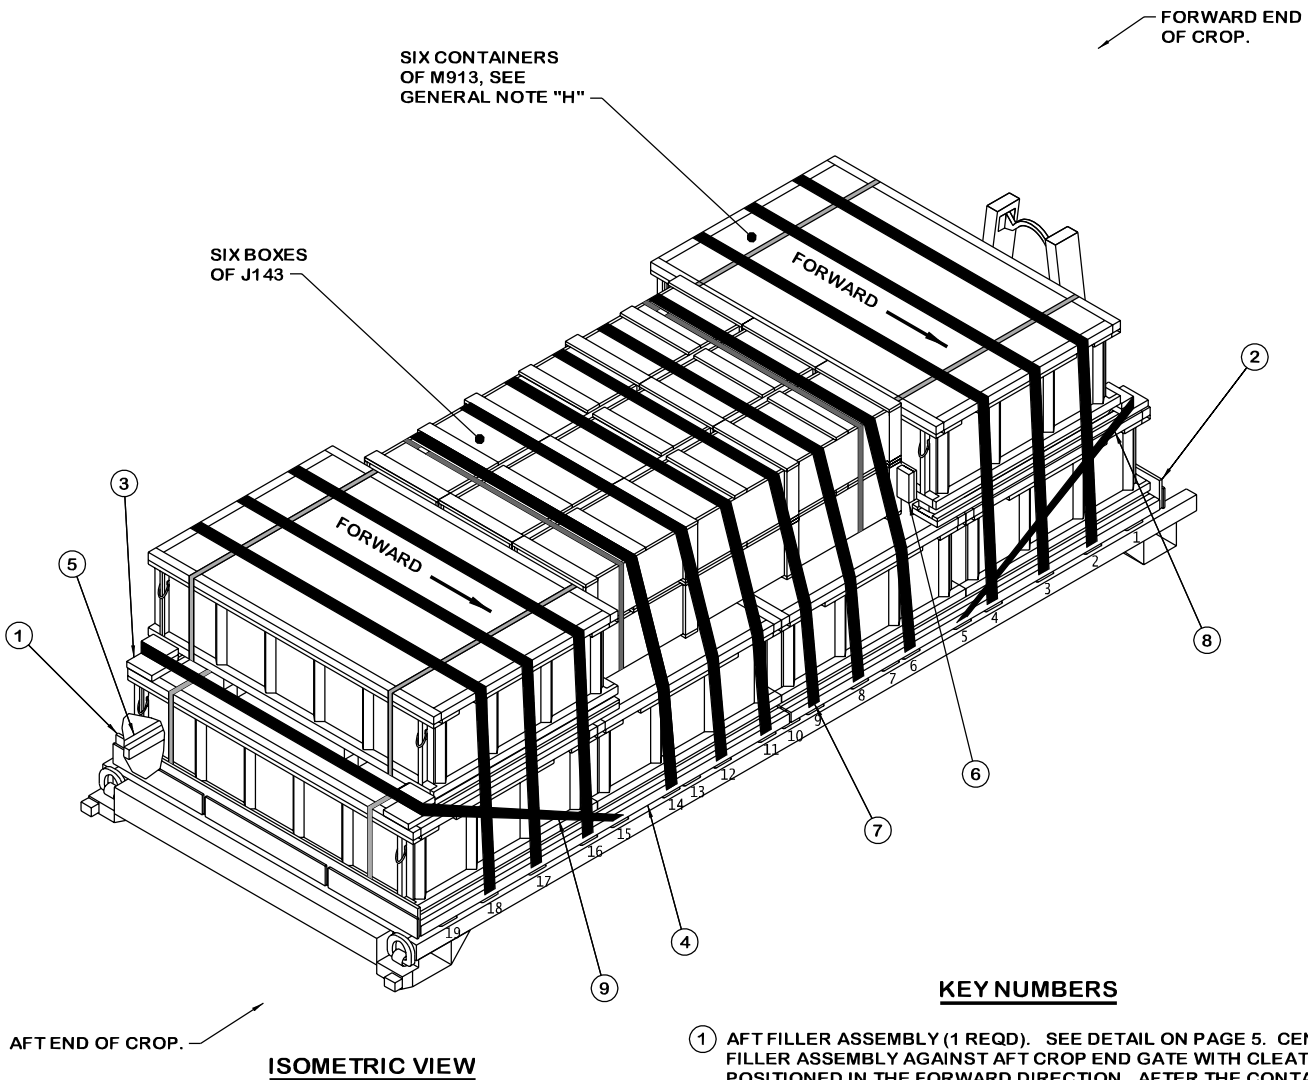 FORWARD END
OF CROP.
SIX CONTAINERS
OF M913, SEE
GENERAL NOTE "H"
SIX BOXES
OF J143
FORWARD
FORWARD
2
3
5
1
8
6
7
4
9
1
2
3
4
5
6
7
8
9
10
11
12
13
14
15
16
17
18
19
KEY NUMBERS
AFT END OF CROP.
ISOMETRIC VIEW
1 AFT FILLER ASSEMBLY (1 REQD). SEE DETAIL ON PAGE 5. CEN
FILLER ASSEMBLY AGAINST AFT CROP END GATE WITH CLEAT
POSITIONED IN THE FORWARD DIRECTION. AFTER THE CONTA